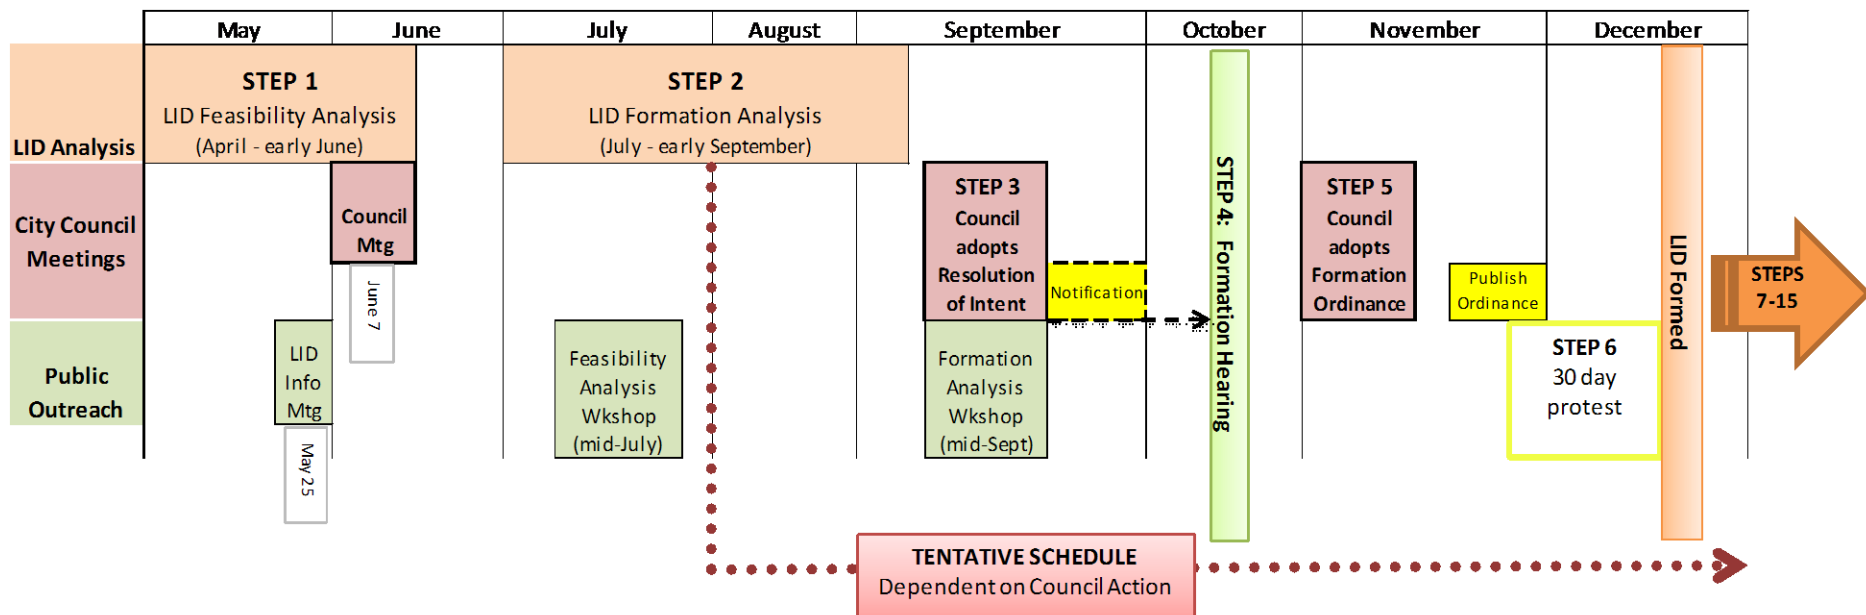 May
June
July
August
September
October
November
December
LID Analysis
STEP 1
LID Feasibility Analysis
(April - early June)
STEP 2
LID Formation Analysis
(July - early September)
City Council
Meetings
Council
Mtg
June 7
STEP 3
Council
adopts
Resolution
of Intent
Notification
STEP 4: Formation Hearing
STEP 5
Council
adopts
Formation
Ordinance
Publish
Ordinance
LID Formed
STEPS
7-15
Public
Outreach
LID
Info
Mtg
May 25
Feasibility
Analysis
Wkshop
(mid-July)
Formation
Analysis
Wkshop
(mid-Sept)
STEP 6
30 day
protest
TENTATIVE SCHEDULE
Dependent on Council Action